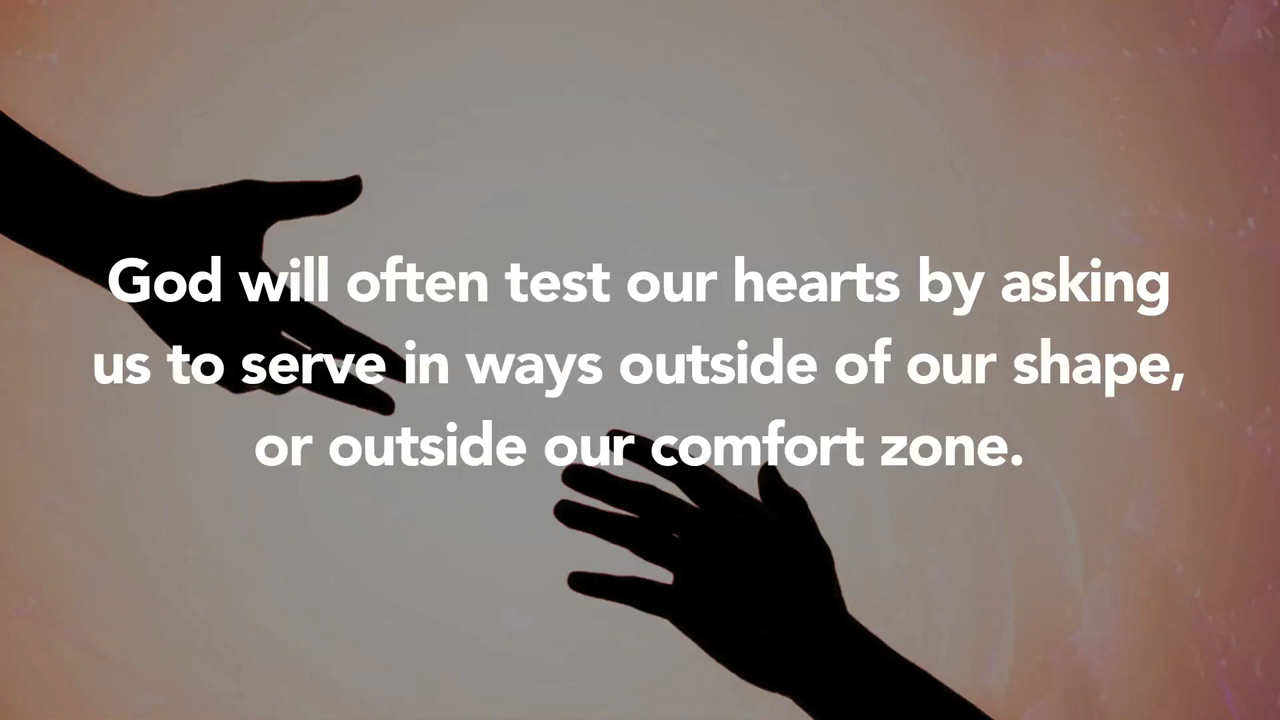 God will often test our hearts by asking
us to serve in ways outside of our shape,
or outside our comfort zone.